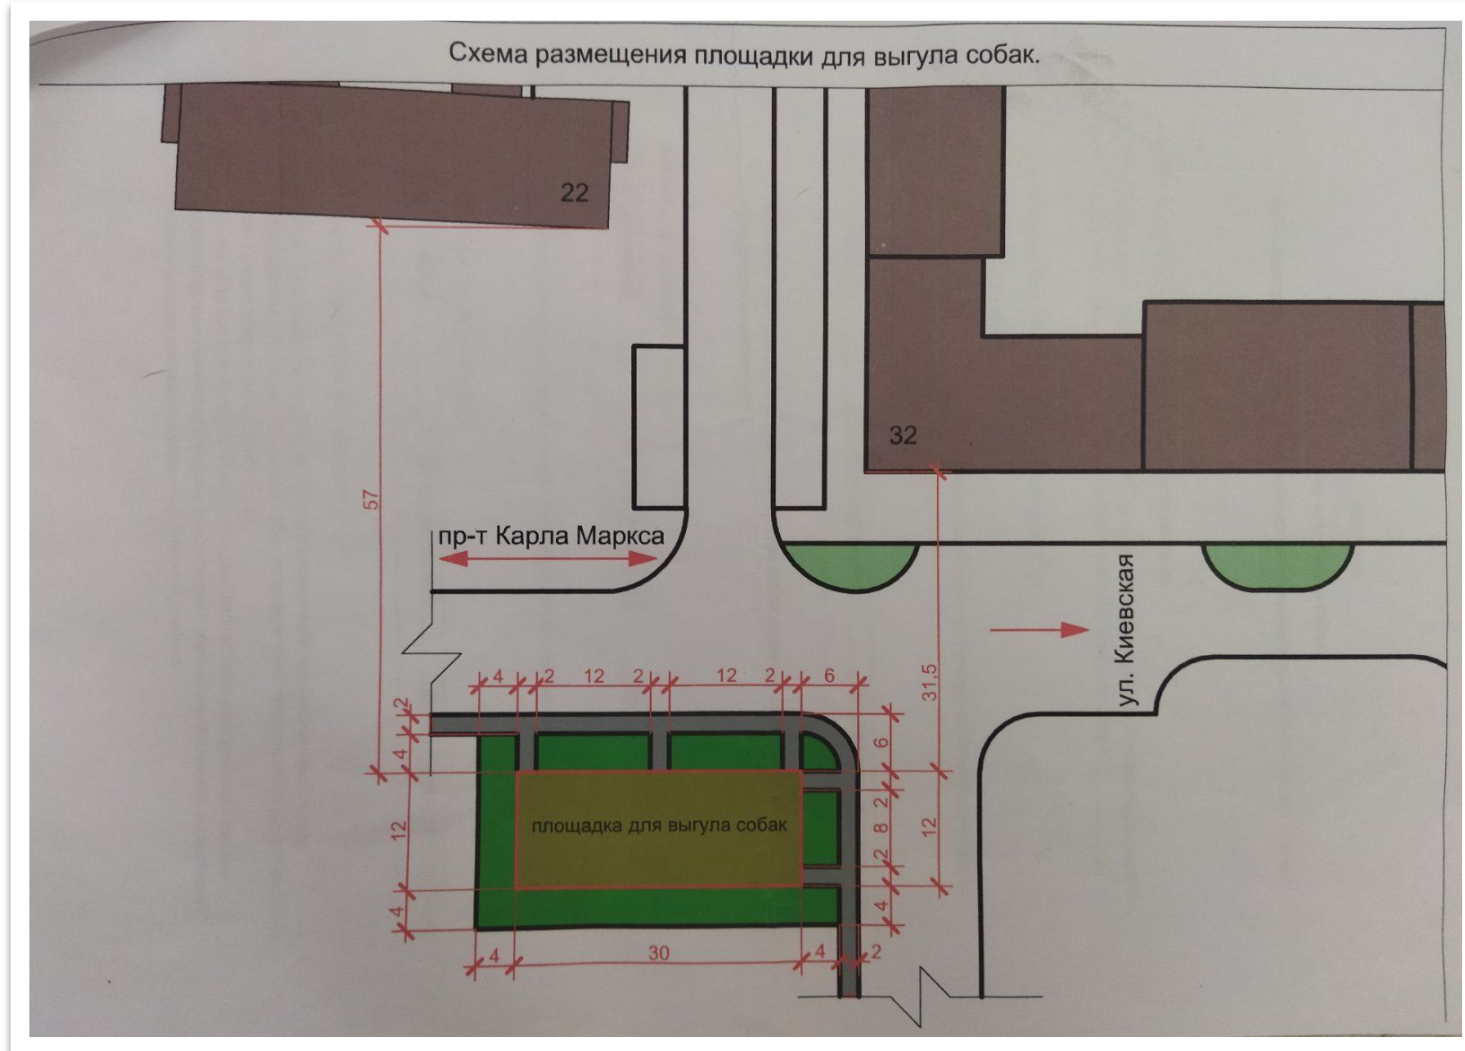 Схема размещения площадки для выгула собак.
22
32
57
пр-т Карла Маркса
ул. Киевская
31,5
4 2 12 2 12 2 6
2
4
12
4
6
2
8
2
4
12
площадка для выгула собак
4 30 4 2